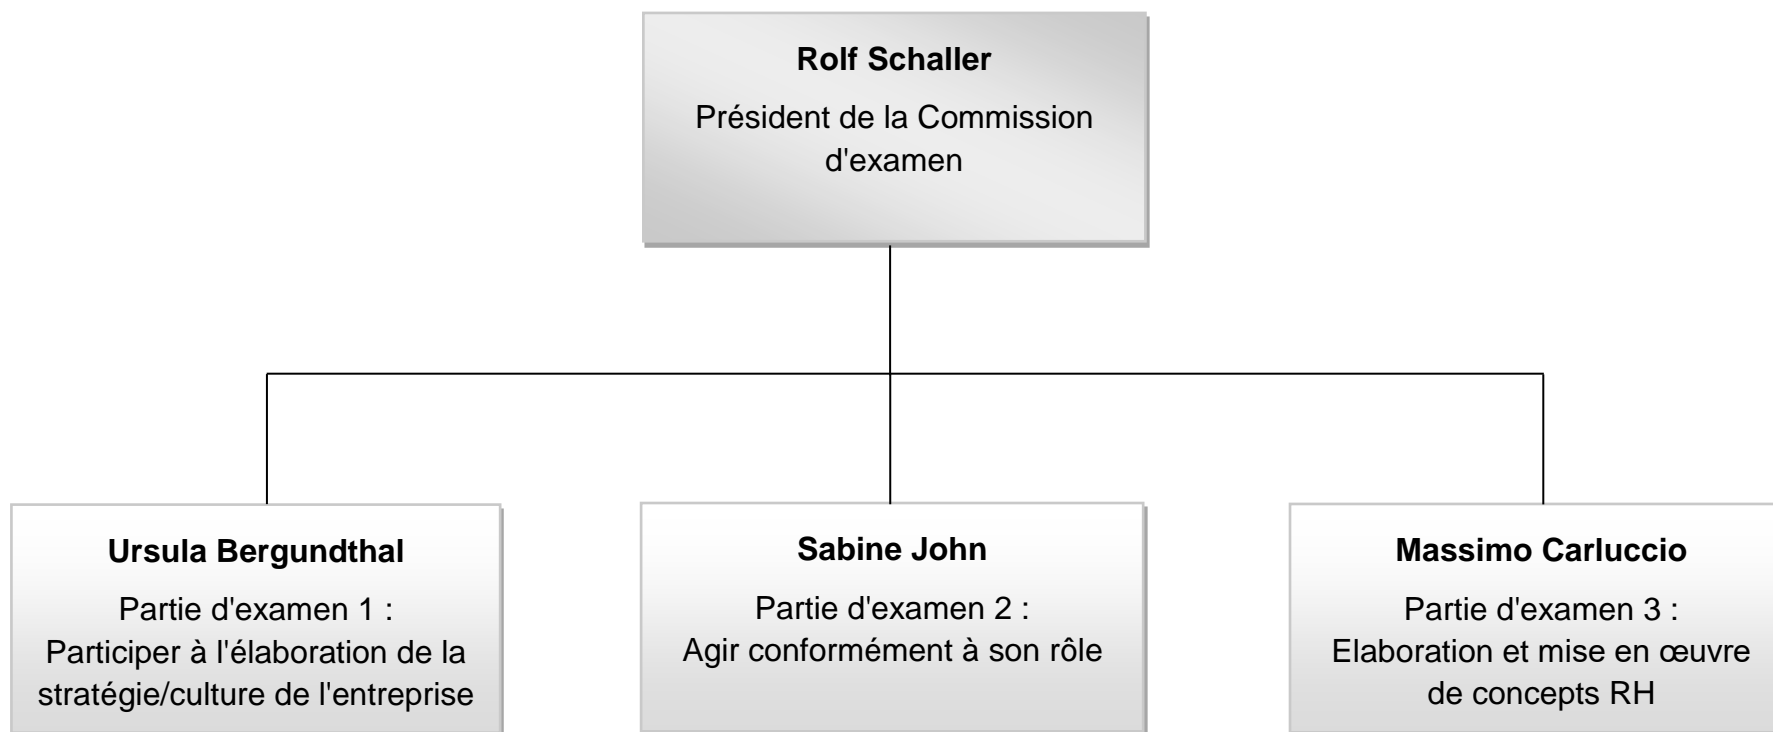 Rolf Schaller
Président de la Commission
d'examen
Ursula Bergundthal
Partie d'examen 1 :
Participer à l'élaboration de la
stratégie/culture de l'entreprise
Sabine John
Partie d'examen 2 :
Agir conformément à son rôle
Massimo Carluccio
Partie d'examen 3 :
Elaboration et mise en œuvre
de concepts RH